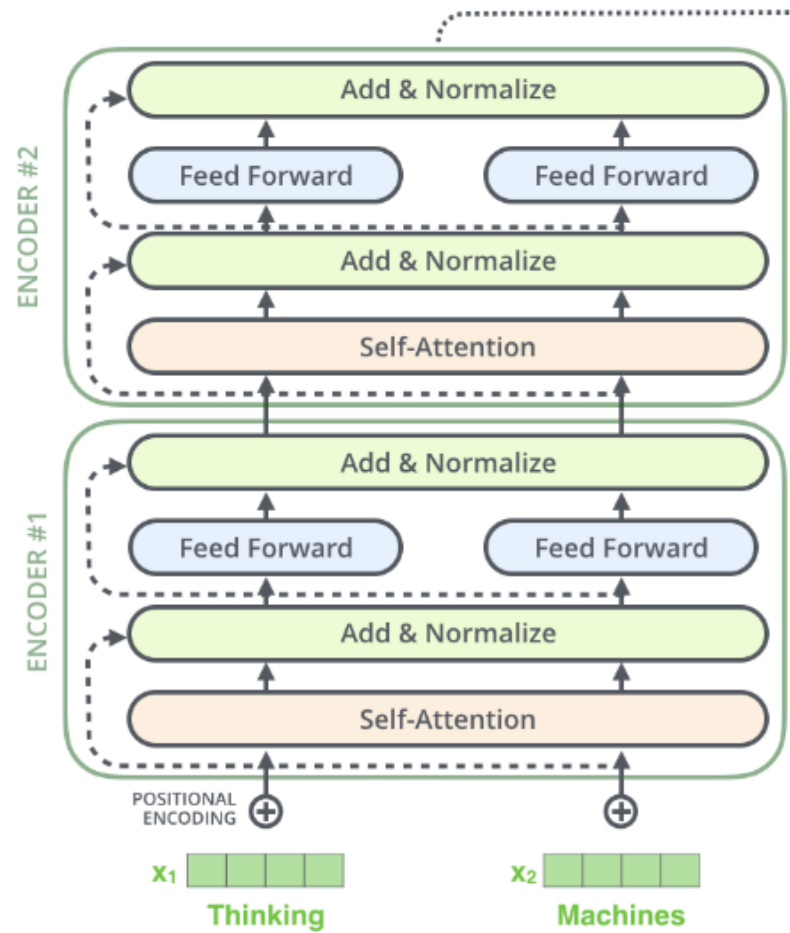 ENCODER #2
Add & Normalize
Feed Forward Feed Forward
Add & Normalize
Self-Attention
ENCODER #1
Add & Normalize
Feed Forward Feed Forward
Add & Normalize
Self-Attention
POSITIONAL
ENCODING
x₁ x₂
Thinking Machines